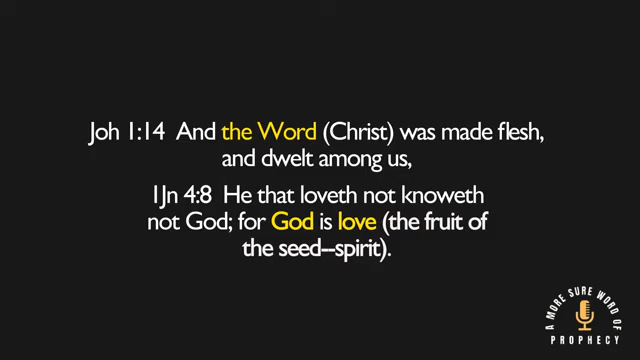 Joh 1:14 And the Word (Christ) was made flesh,
and dwelt among us,
1Jn 4:8 He that loveth not knoweth
not God; for God is love (the fruit of
the seed--spirit).
A MORE SURE WORD OF
PROPHECY